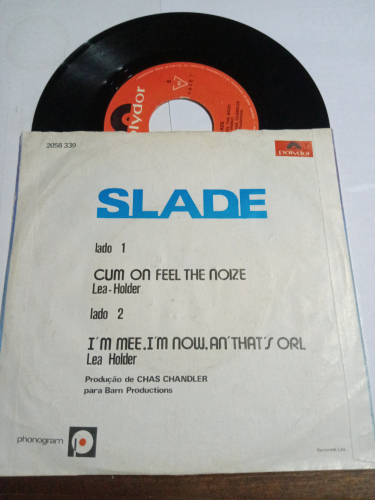 Polydor
2058 339
Polydor
SLADE
lado 1
CUM ON FEEL THE NOIZE
Lea-Holder
lado 2
I'M MEE,I'M NOW,AN'THAT'S ORL
Lea Holder
Produção de CHAS CHANDLER
para Barn Productions
phonogram